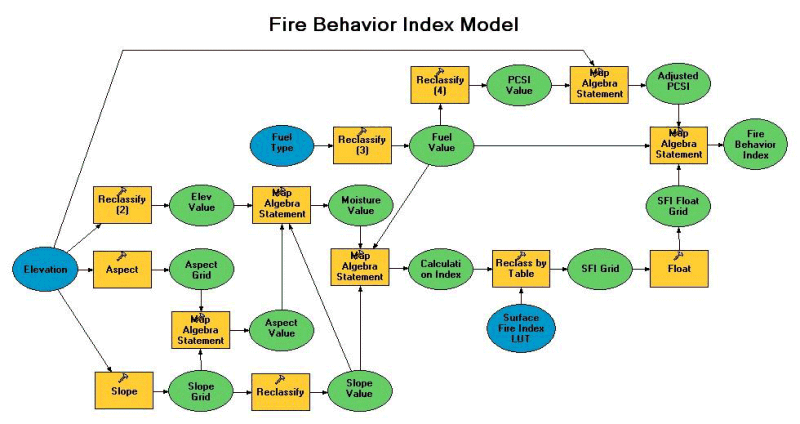 Fire Behavior Index Model
Reclassify
(4)
PCSI
Value
Map
Algebra
Statement
Adjusted
PCSI
Fuel
Type
Reclassify
(3)
Fuel
Value
Map
Algebra
Statement
Fire
Behavior
Index
Reclassify
(2)
Elev
Value
Map
Algebra
Statement
Moisture
Value
SFI Float
Grid
Elevation
Aspect
Aspect
Grid
Map
Algebra
Statement
Calculati
on Index
Reclass by
Table
SFI Grid
Float
Map
Algebra
Statement
Aspect
Value
Surface
Fire Index
LUT
Slope
Slope
Grid
Reclassify
Slope
Value